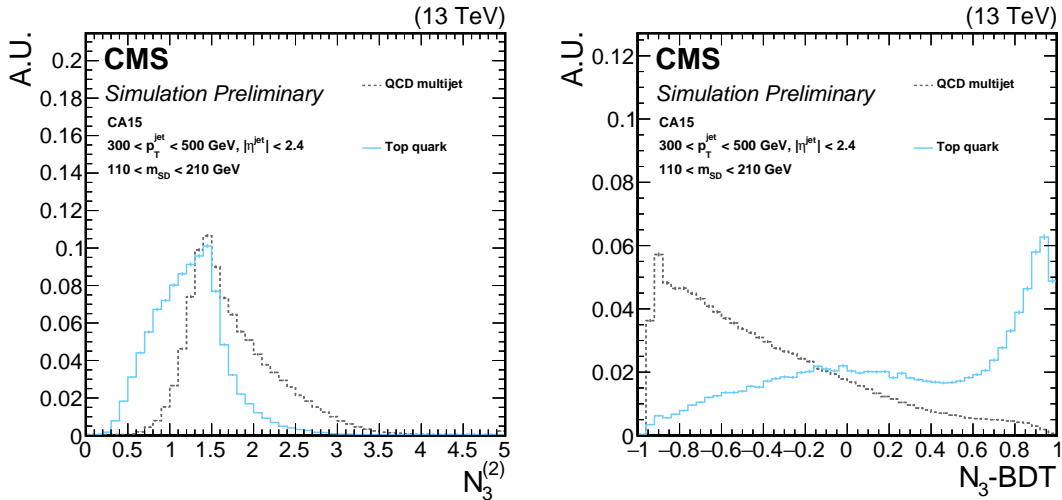 (13 TeV)
A.U.
CMS
Simulation Preliminary
QCD multijet
CA15
300 < p_T^jet < 500 GeV, |η^jet| < 2.4
Top quark
110 < m_SD < 210 GeV
0.2
0.18
0.16
0.14
0.12
0.1
0.08
0.06
0.04
0.02
0
0 0.5 1 1.5 2 2.5 3 3.5 4 4.5 5
N_3^(2)
(13 TeV)
A.U.
CMS
Simulation Preliminary
QCD multijet
CA15
300 < p_T^jet < 500 GeV, |η^jet| < 2.4
Top quark
110 < m_SD < 210 GeV
0.12
0.1
0.08
0.06
0.04
0.02
0
−1 −0.8 −0.6 −0.4 −0.2 0 0.2 0.4 0.6 0.8 1
N_3-BDT